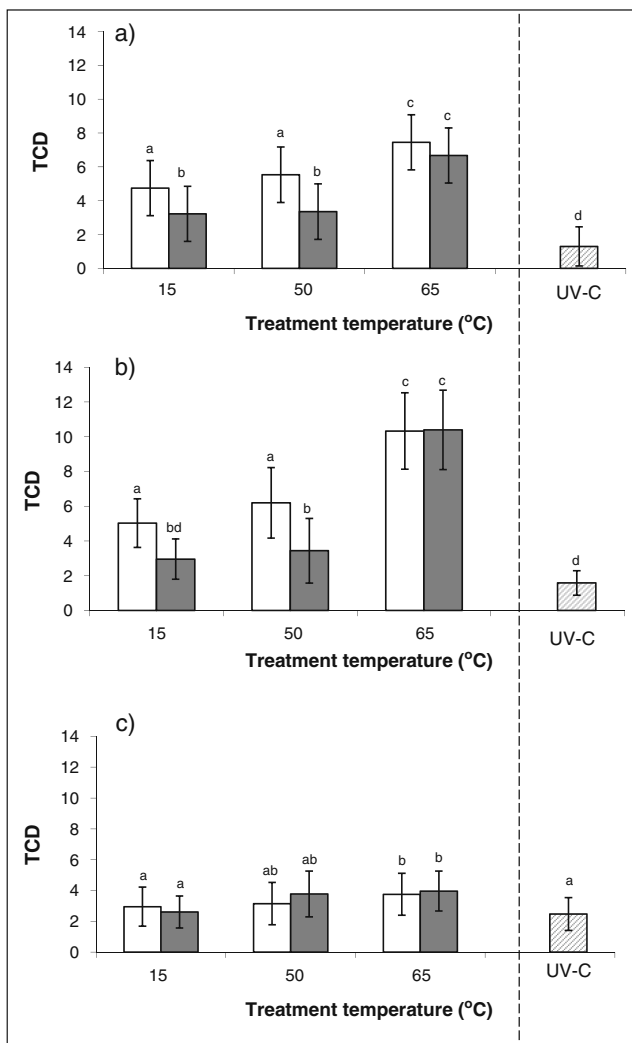 a)
14
12
10
8
6
4
2
0
TCD
a b a b c c d
15 50 65 UV-C
Treatment temperature (°C)
b)
14
12
10
8
6
4
2
0
TCD
a bd a b c c d
15 50 65 UV-C
Treatment temperature (°C)
c)
14
12
10
8
6
4
2
0
TCD
a a ab ab b b a
15 50 65 UV-C
Treatment temperature (°C)